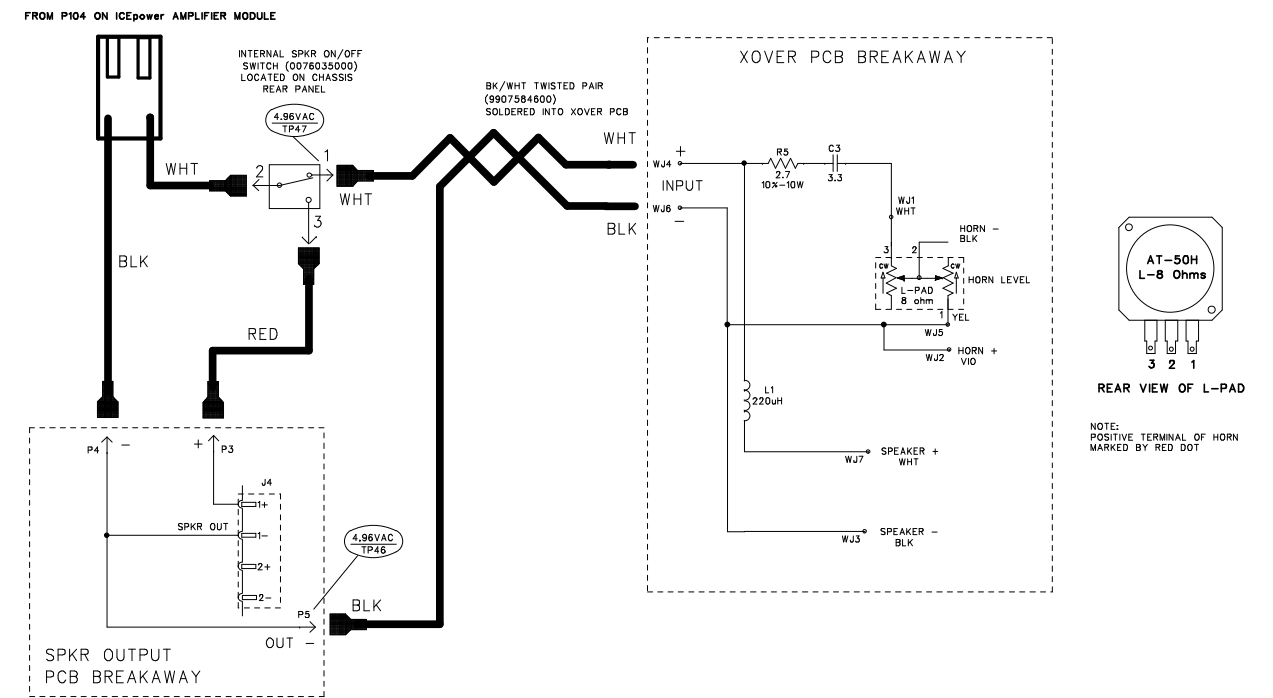 FROM P104 ON ICEpower AMPLIFIER MODULE
INTERNAL SPKR ON/OFF
SWITCH (0076035000)
LOCATED ON CHASSIS
REAR PANEL
4.96VAC
TP47
WHT
2
1
3
WHT
BLK
RED
BK/WHT TWISTED PAIR
(9907584600)
SOLDERED INTO XOVER PCB
WHT
BLK
XOVER PCB BREAKAWAY
WJ4
+
INPUT
WJ6
−
R5
2.7
10%-10W
C3
3.3
WJ1
WHT
HORN -
BLK
3
2
CW
CW
L-PAD
8 ohm
HORN LEVEL
1
YEL
WJ5
WJ2
HORN +
VIO
L1
220uH
WJ7
SPEAKER +
WHT
WJ3
SPEAKER -
BLK
AT-50H
L-8 Ohms
3 2 1
REAR VIEW OF L-PAD
NOTE:
POSITIVE TERMINAL OF HORN
MARKED BY RED DOT
P4
−
+
P3
J4
1+
SPKR OUT
1-
2+
2-
4.96VAC
TP46
P5
BLK
OUT -
SPKR OUTPUT
PCB BREAKAWAY